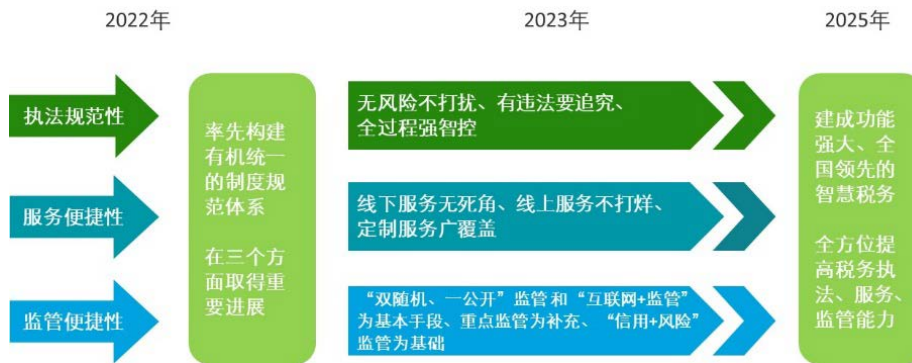 2022年
2023年
2025年
执法规范性
服务便捷性
监管便捷性
率先构建
有机统一
的制度规
范体系
在三个方
面取得重
要进展
无风险不打扰、有违法要追究、
全过程强智控
线下服务无死角、线上服务不打烊、
定制服务广覆盖
“双随机、一公开”监管和“互联网+监管”
为基本手段、重点监管为补充、“信用+风险”
监管为基础
建成功能
强大、全
国领先的
智慧税务
全方位提
高税务执
法、服务、
监管能力